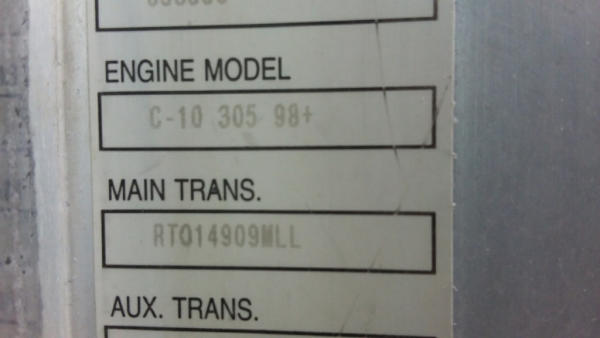 ENGINE MODEL
C-10 305 98+
MAIN TRANS.
RTO14909MLL
AUX. TRANS.